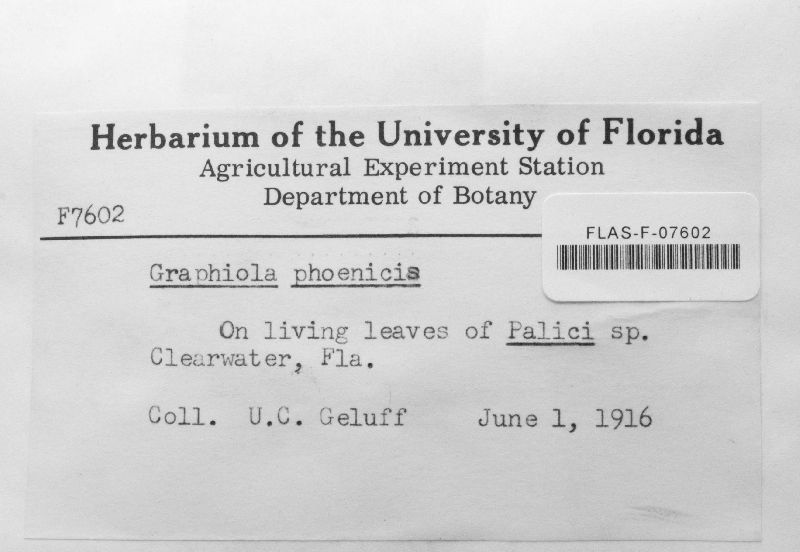 Herbarium of the University of Florida
Agricultural Experiment Station
Department of Botany
F7602
FLAS-F-07602
Graphiola phoenicis
On living leaves of Palici sp.
Clearwater, Fla.
Coll. U.C. Geluff June 1, 1916